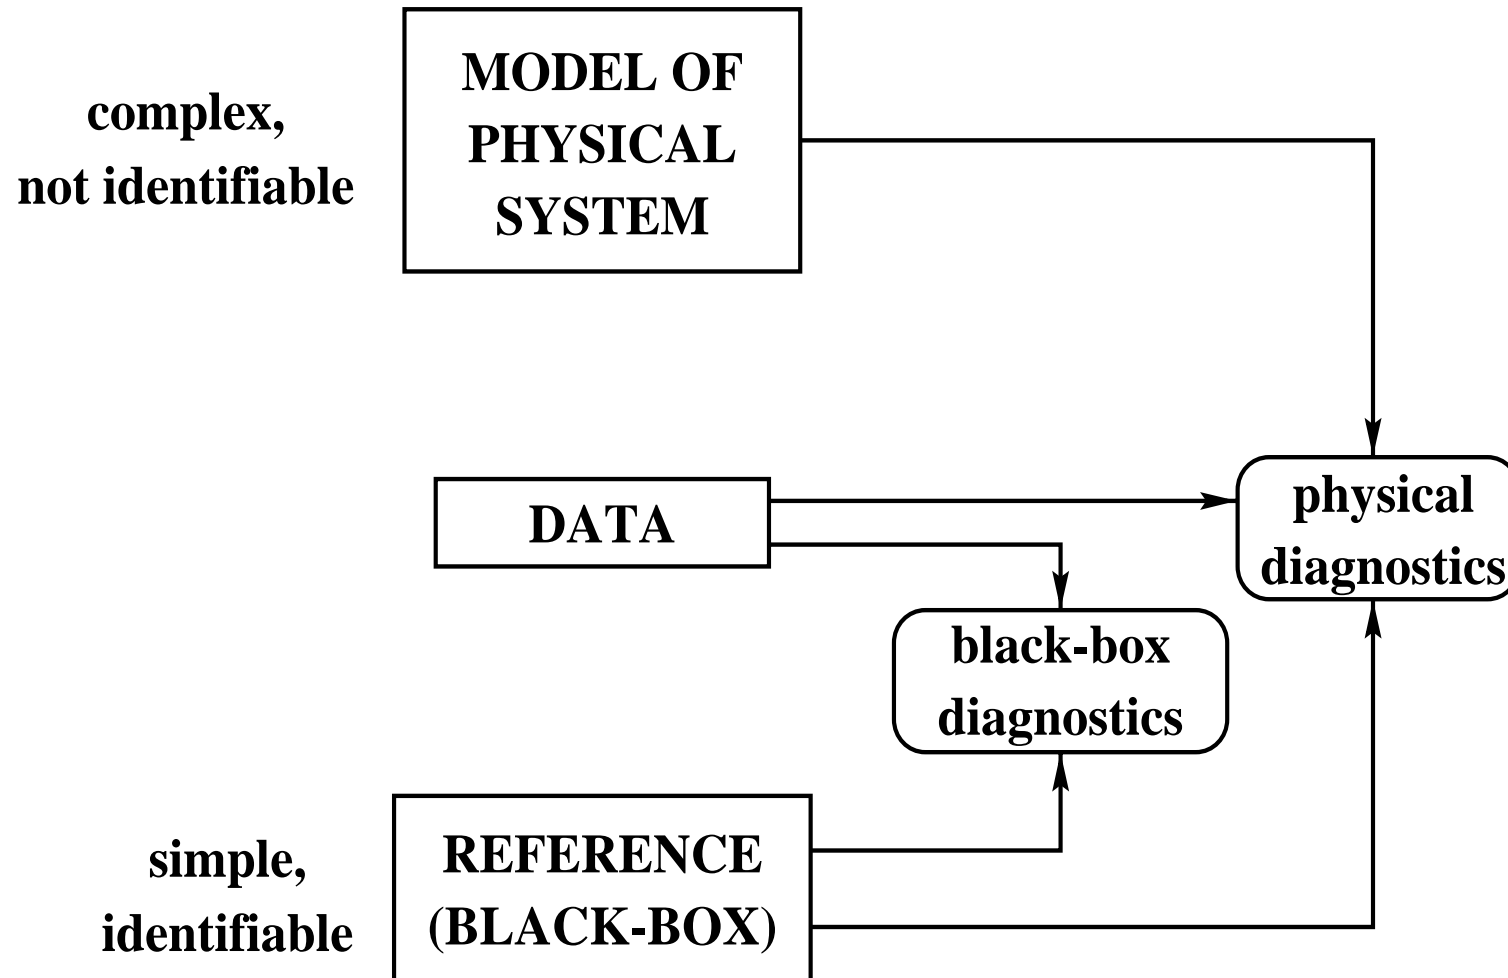 complex,
not identifiable
MODEL OF
PHYSICAL
SYSTEM
DATA
physical
diagnostics
black-box
diagnostics
simple,
identifiable
REFERENCE
(BLACK-BOX)